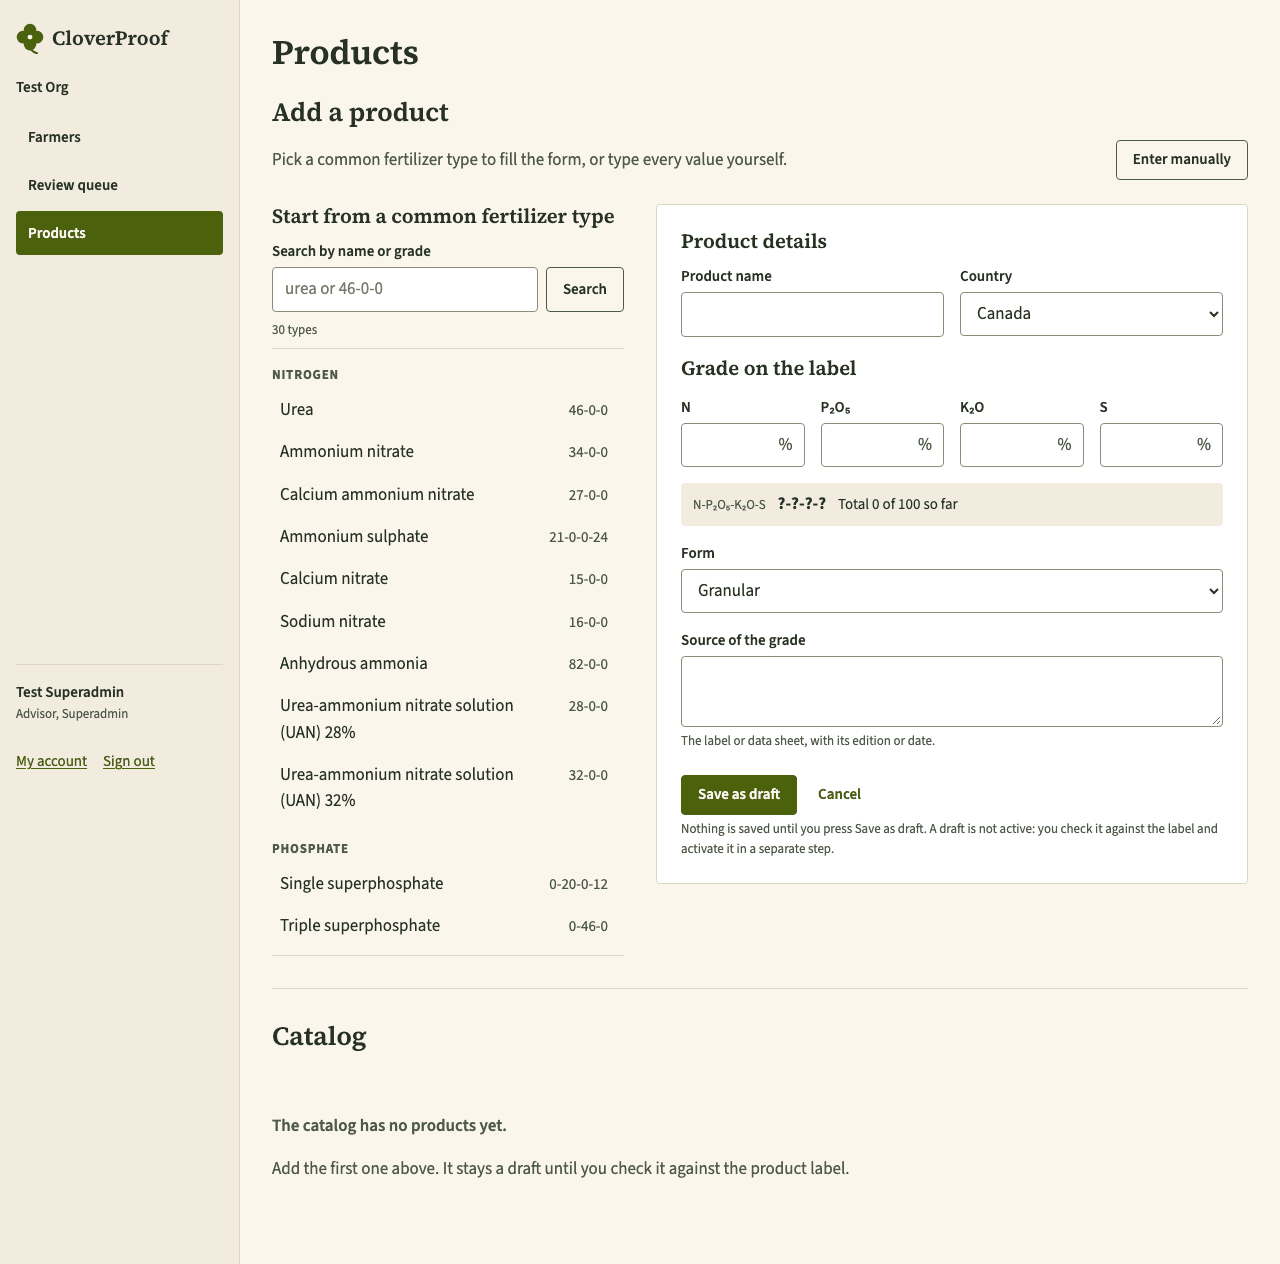 CloverProof
Test Org
Farmers
Review queue
Products
Test Superadmin
Advisor, Superadmin
My account Sign out
Products
Add a product
Pick a common fertilizer type to fill the form, or type every value yourself.
Enter manually
Start from a common fertilizer type
Search by name or grade
urea or 46-0-0
Search
30 types
NITROGEN
Urea 46-0-0
Ammonium nitrate 34-0-0
Calcium ammonium nitrate 27-0-0
Ammonium sulphate 21-0-0-24
Calcium nitrate 15-0-0
Sodium nitrate 16-0-0
Anhydrous ammonia 82-0-0
Urea-ammonium nitrate solution 28-0-0
(UAN) 28%
Urea-ammonium nitrate solution 32-0-0
(UAN) 32%
PHOSPHATE
Single superphosphate 0-20-0-12
Triple superphosphate 0-46-0
Product details
Product name Country
Canada
Grade on the label
N P₂O₅ K₂O S
% % % %
N-P₂O₅-K₂O-S ?-?-?-? Total 0 of 100 so far
Form
Granular
Source of the grade
The label or data sheet, with its edition or date.
Save as draft Cancel
Nothing is saved until you press Save as draft. A draft is not active: you check it against the label and
activate it in a separate step.
Catalog
The catalog has no products yet.
Add the first one above. It stays a draft until you check it against the product label.